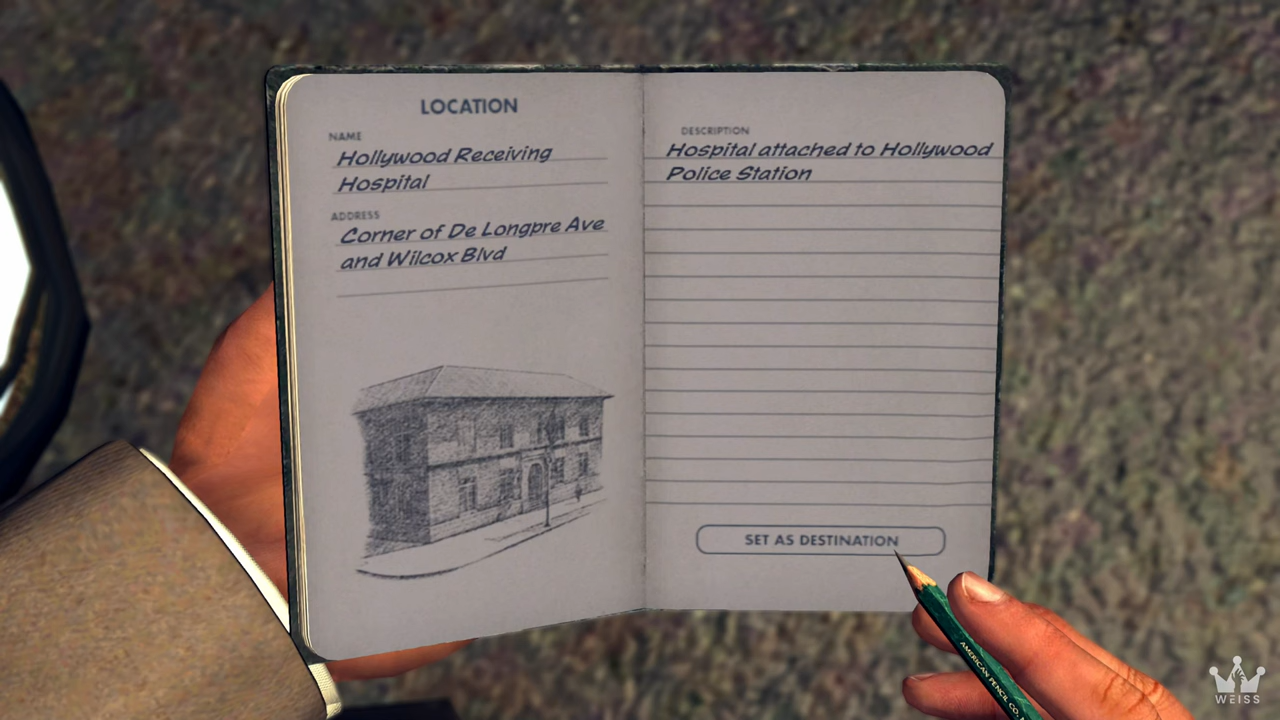 LOCATION
NAME
Hollywood Receiving
Hospital
ADDRESS
Corner of De Longpre Ave
and Wilcox Blvd
DESCRIPTION
Hospital attached to Hollywood
Police Station
SET AS DESTINATION
AMERICAN PENCIL CO.
WEISS